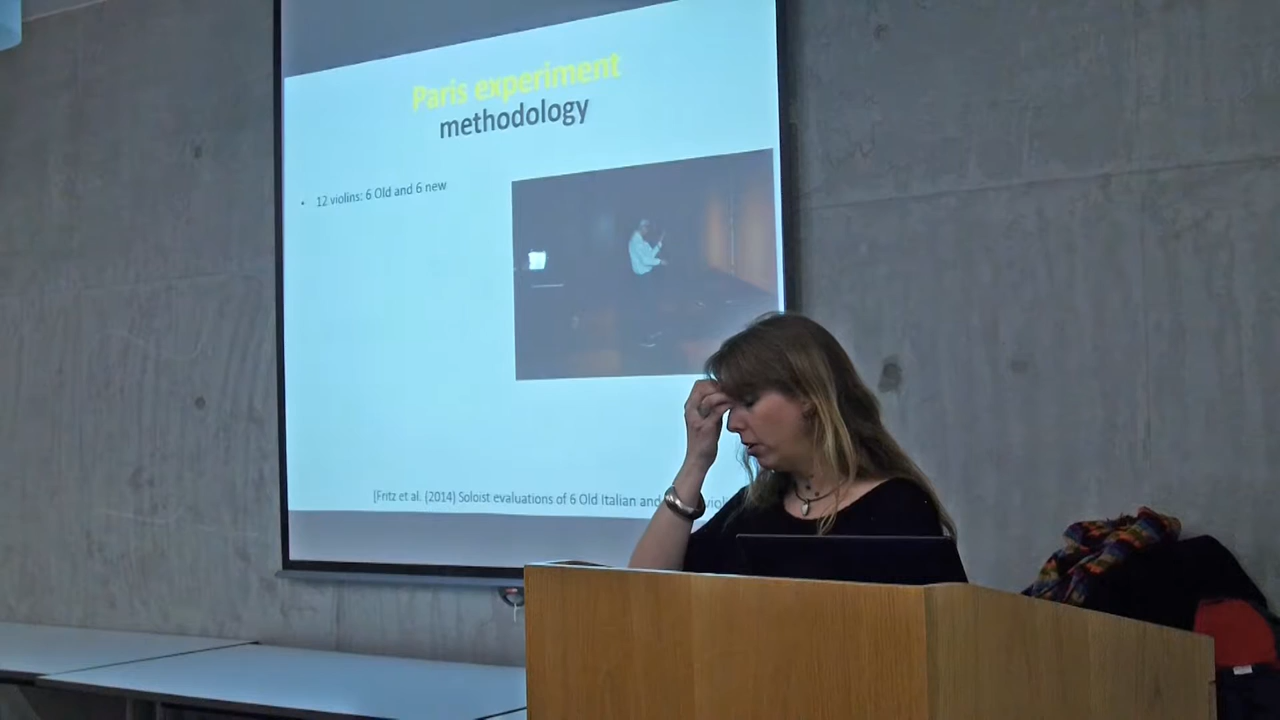 Paris experiment
methodology
• 12 violins: 6 Old and 6 new
[Fritz et al. (2014) Soloist evaluations of 6 Old Italian and